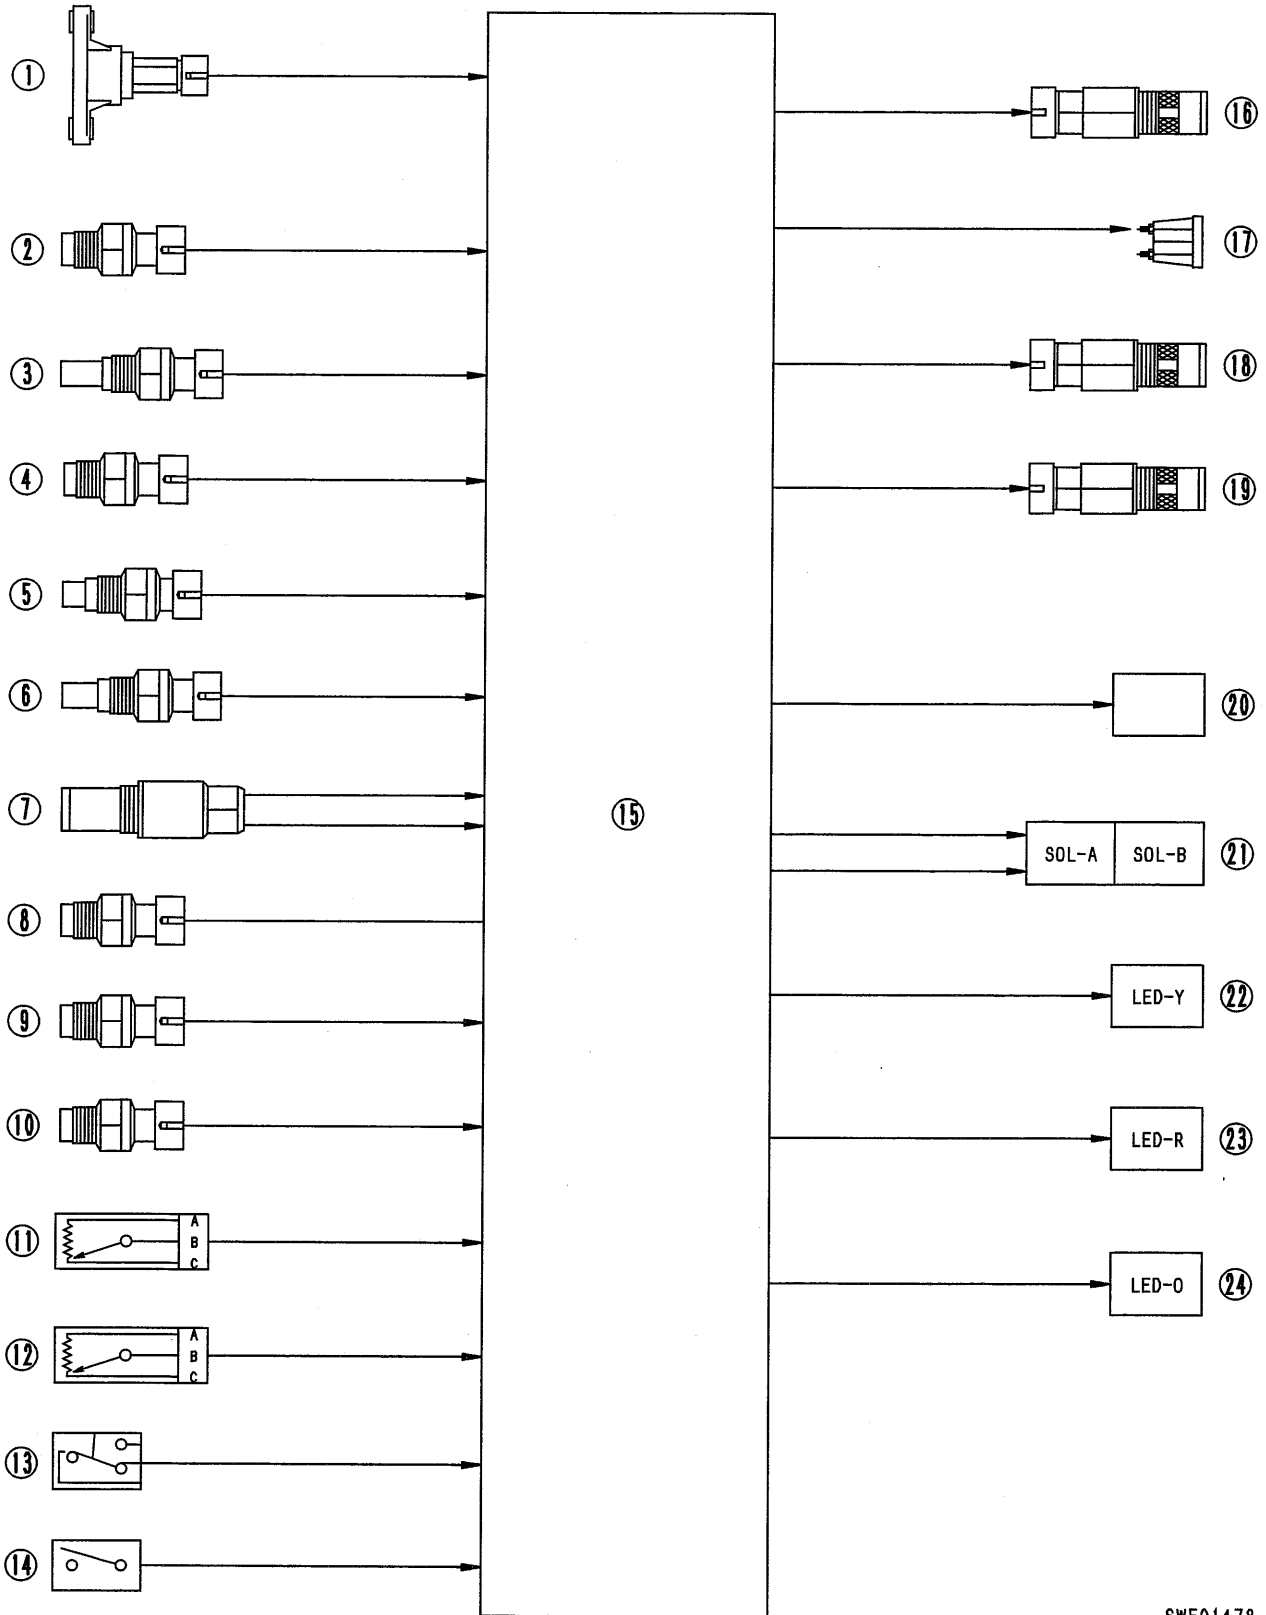 ①
②
③
④
⑤
⑥
⑦
⑧
⑨
⑩
⑪
A
B
C
⑫
A
B
C
⑬
⑭
⑮
⑯
⑰
⑱
⑲
⑳
SOL-A SOL-B ㉑
LED-Y ㉒
LED-R ㉓
LED-O ㉔